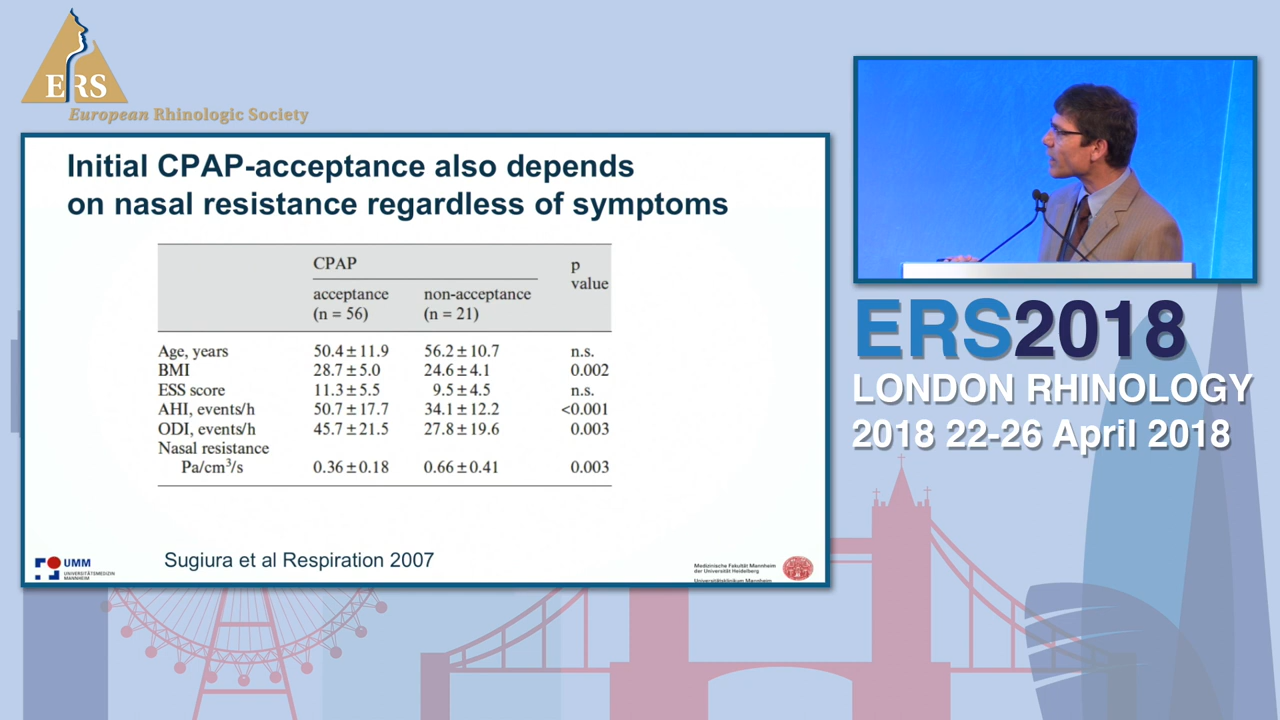 ERS
European Rhinologic Society
Initial CPAP-acceptance also depends
on nasal resistance regardless of symptoms
CPAP p value
acceptance (n = 56) non-acceptance (n = 21)
Age, years 50.4 ± 11.9 56.2 ± 10.7 n.s.
BMI 28.7 ± 5.0 24.6 ± 4.1 0.002
ESS score 11.3 ± 5.5 9.5 ± 4.5 n.s.
AHI, events/h 50.7 ± 17.7 34.1 ± 12.2 <0.001
ODI, events/h 45.7 ± 21.5 27.8 ± 19.6 0.003
Nasal resistance
Pa/cm³/s 0.36 ± 0.18 0.66 ± 0.41 0.003
Sugiura et al Respiration 2007
UMM
UNIVERSITÄTSMEDIZIN
MANNHEIM
Medizinische Fakultät Mannheim
der Universität Heidelberg
Universitätsklinikum Mannheim
ERS2018
LONDON RHINOLOGY
2018 22-26 April 2018